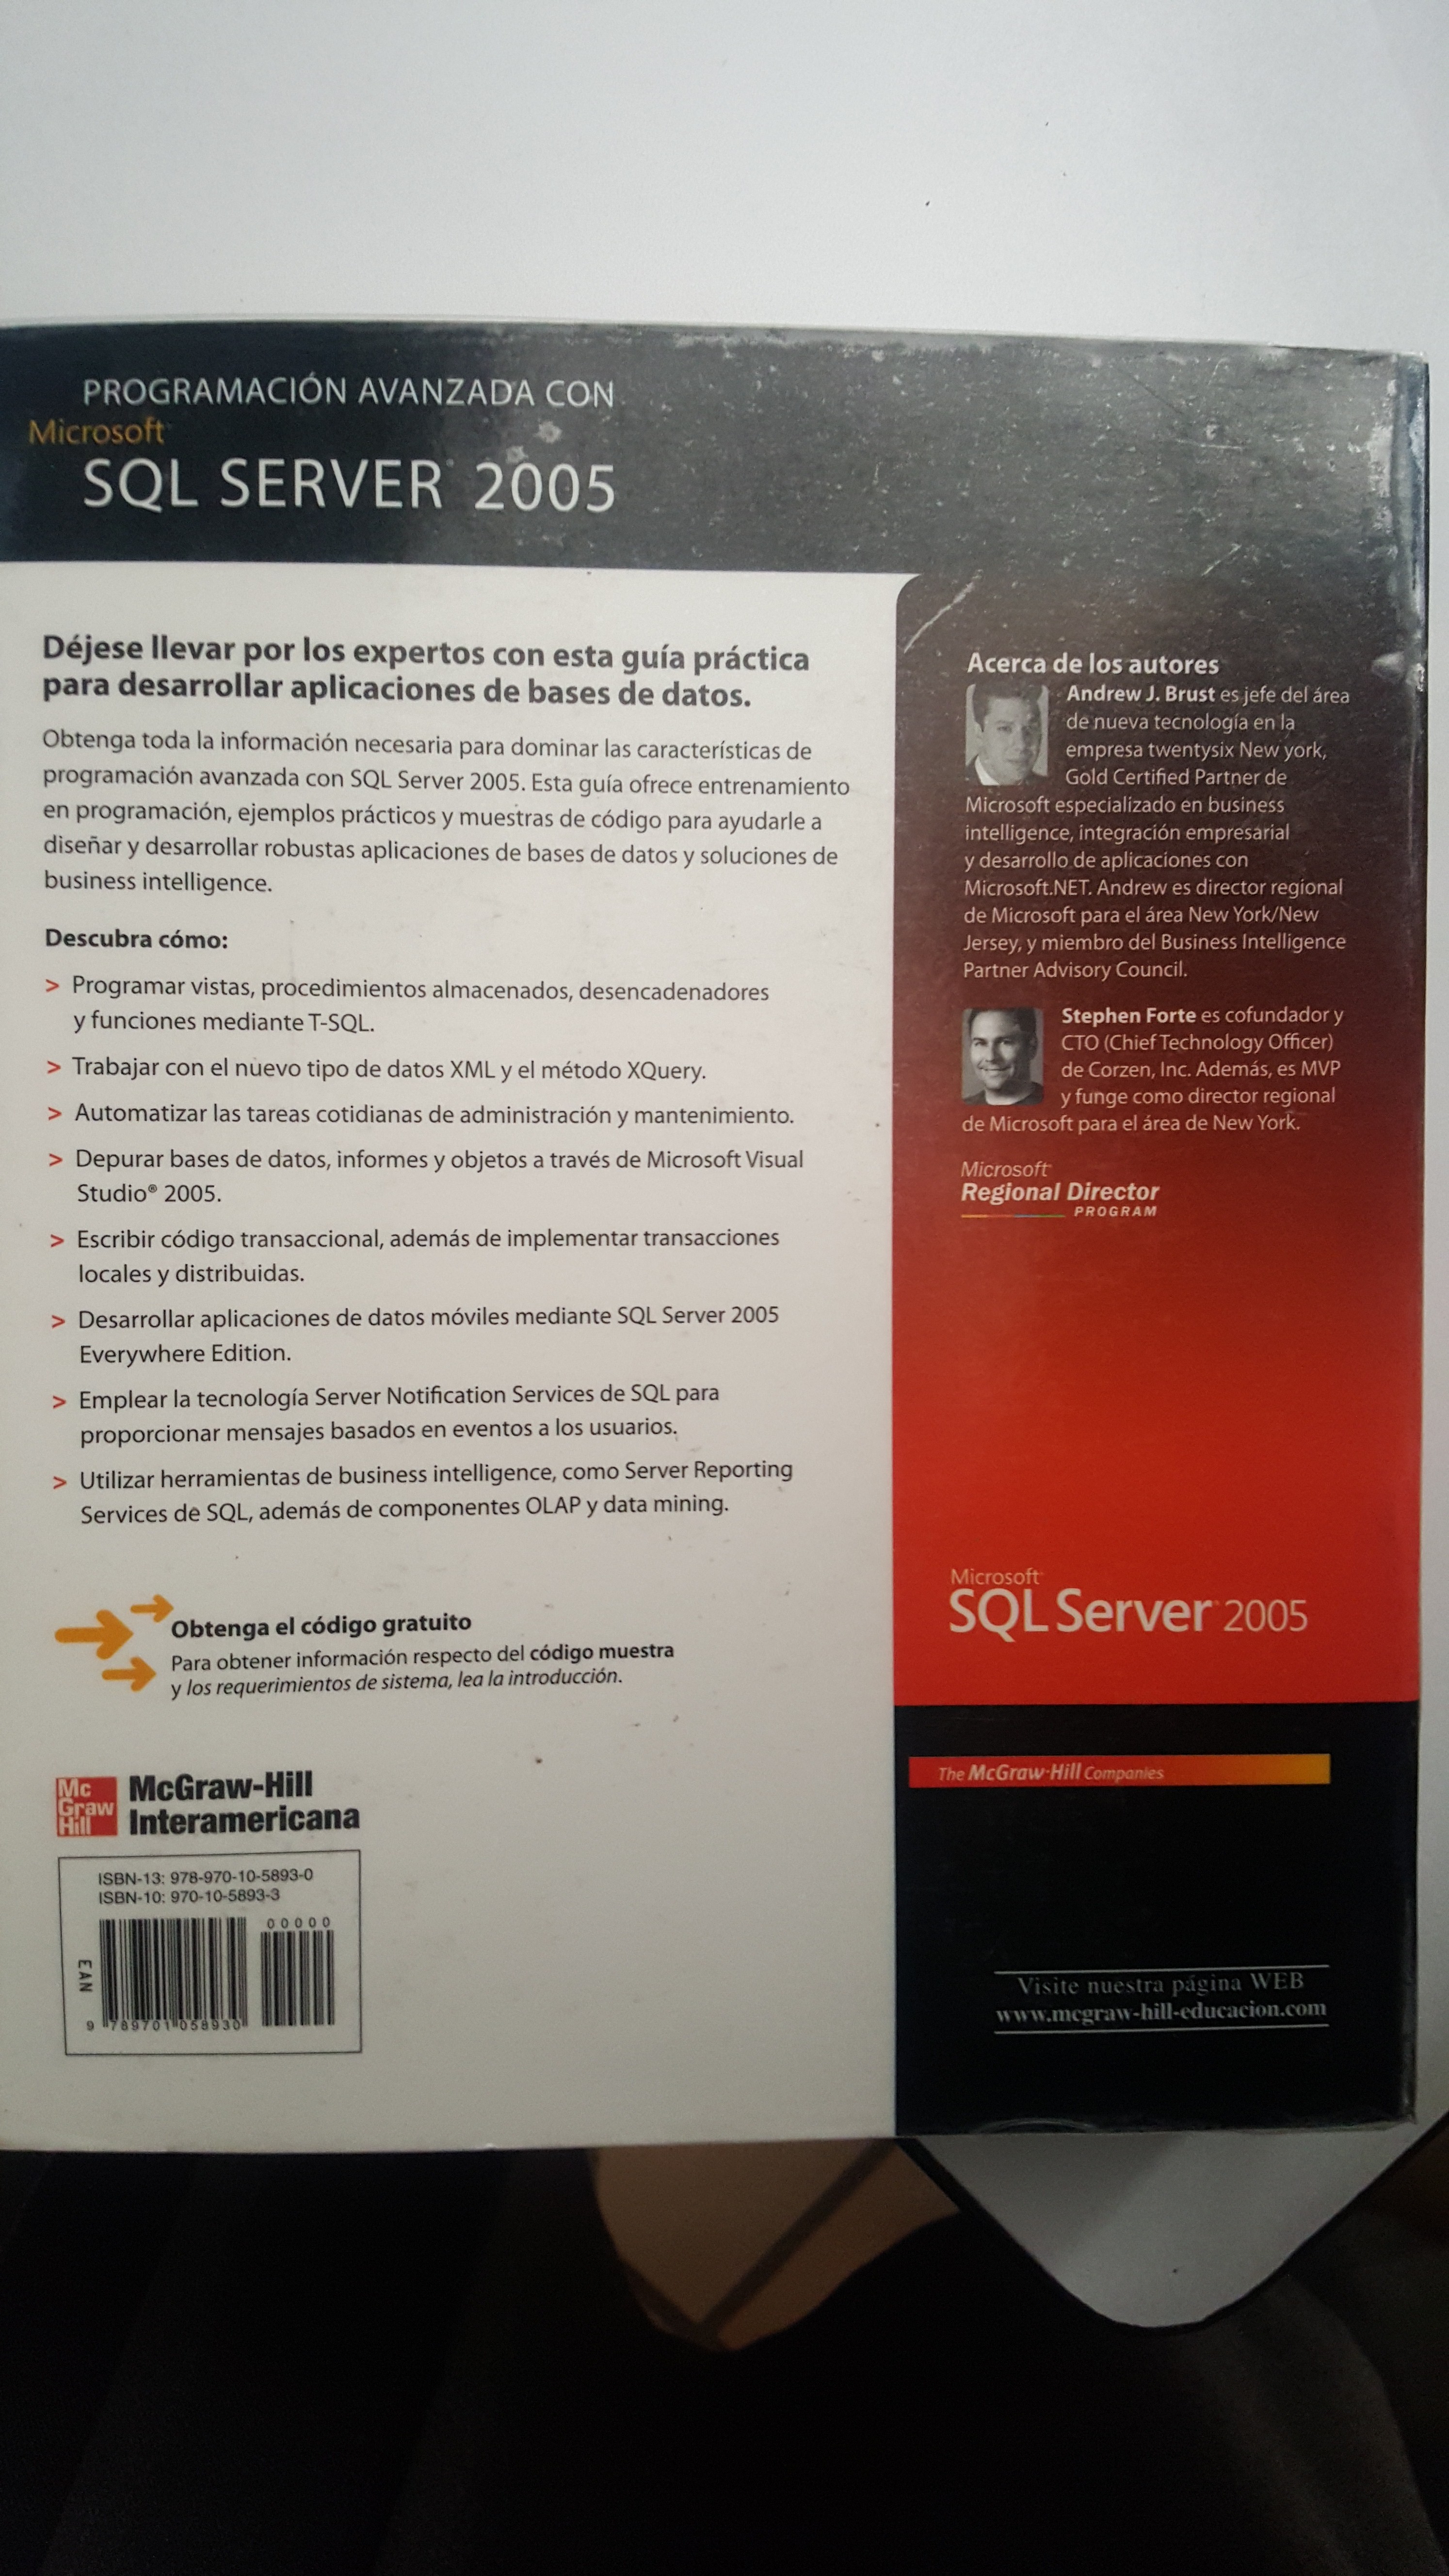 PROGRAMACIÓN AVANZADA CON
Microsoft
SQL SERVER 2005
Déjese llevar por los expertos con esta guía práctica
para desarrollar aplicaciones de bases de datos.
Obtenga toda la información necesaria para dominar las características de
programación avanzada con SQL Server 2005. Esta guía ofrece entrenamiento
en programación, ejemplos prácticos y muestras de código para ayudarle a
diseñar y desarrollar robustas aplicaciones de bases de datos y soluciones de
business intelligence.
Descubra cómo:
> Programar vistas, procedimientos almacenados, desencadenadores
y funciones mediante T-SQL.
> Trabajar con el nuevo tipo de datos XML y el método XQuery.
> Automatizar las tareas cotidianas de administración y mantenimiento.
> Depurar bases de datos, informes y objetos a través de Microsoft Visual
Studio® 2005.
> Escribir código transaccional, además de implementar transacciones
locales y distribuidas.
> Desarrollar aplicaciones de datos móviles mediante SQL Server 2005
Everywhere Edition.
> Emplear la tecnología Server Notification Services de SQL para
proporcionar mensajes basados en eventos a los usuarios.
> Utilizar herramientas de business intelligence, como Server Reporting
Services de SQL, además de componentes OLAP y data mining.
Obtenga el código gratuito
Para obtener información respecto del código muestra
y los requerimientos de sistema, lea la introducción.
Mc
Graw
Hill
McGraw-Hill
Interamericana
ISBN-13: 978-970-10-5893-0
ISBN-10: 970-10-5893-3
00000
EAN
9 789701 058930
Acerca de los autores
Andrew J. Brust es jefe del área
de nueva tecnología en la
empresa twentysix New york,
Gold Certified Partner de
Microsoft especializado en business
intelligence, integración empresarial
y desarrollo de aplicaciones con
Microsoft.NET. Andrew es director regional
de Microsoft para el área New York/New
Jersey, y miembro del Business Intelligence
Partner Advisory Council.
Stephen Forte es cofundador y
CTO (Chief Technology Officer)
de Corzen, Inc. Además, es MVP
y funge como director regional
de Microsoft para el área de New York.
Microsoft
Regional Director
PROGRAM
Microsoft
SQL Server 2005
The McGraw-Hill Companies
Visite nuestra página WEB
www.mcgraw-hill-educacion.com